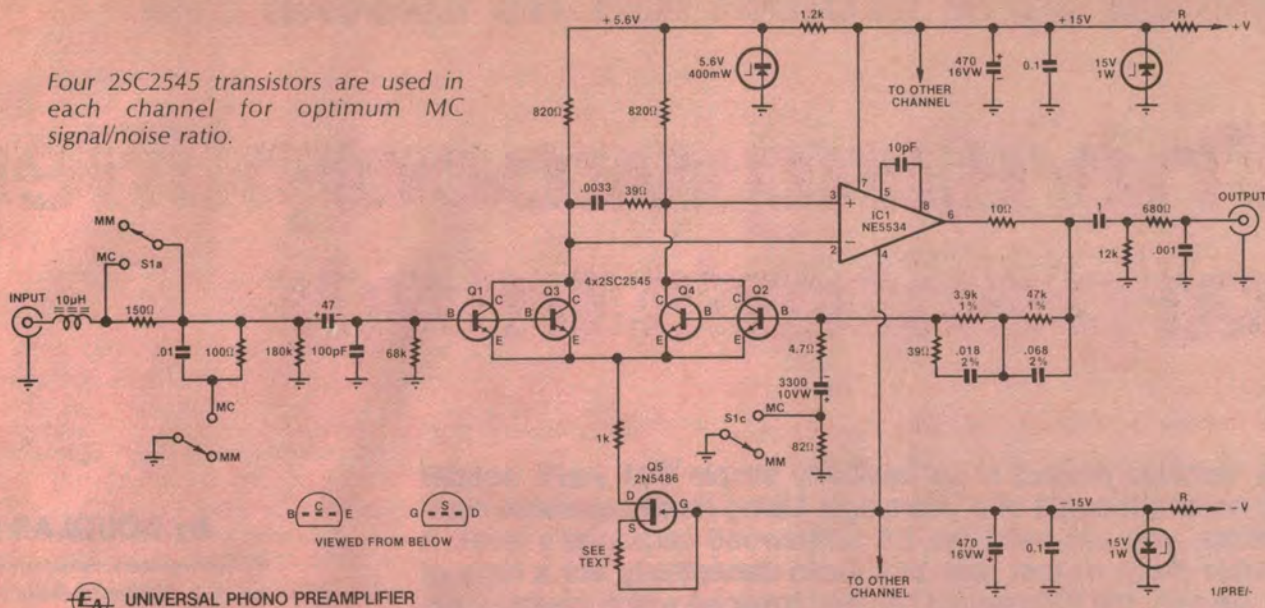 Four 2SC2545 transistors are used in
each channel for optimum MC
signal/noise ratio.
+5.6V
1.2k
+15V
R
+V
5.6V
400mW
TO OTHER
CHANNEL
470
16VW
0.1
15V
1W
820Ω
820Ω
10pF
.0033
39Ω
3
+
7
5
8
IC1
NE5534
6
−
2
4
10Ω
1
680Ω
OUTPUT
12k
.001
MM
MC
S1a
INPUT
10µH
150Ω
.01
100Ω
180k
47
100pF
68k
MC
MM
4x2SC2545
Q1
Q3
Q4
Q2
B
C
E
B
C
E
C
B
E
C
B
E
3.9k
1%
47k
1%
39Ω
.018
2%
.068
2%
4.7Ω
3300
10VW
S1c
MC
MM
82Ω
1k
Q5
2N5486
D
S
G
SEE
TEXT
−15V
R
−V
470
16VW
0.1
15V
1W
TO OTHER
CHANNEL
B C E
G S D
VIEWED FROM BELOW
EA UNIVERSAL PHONO PREAMPLIFIER
1/PRE/-